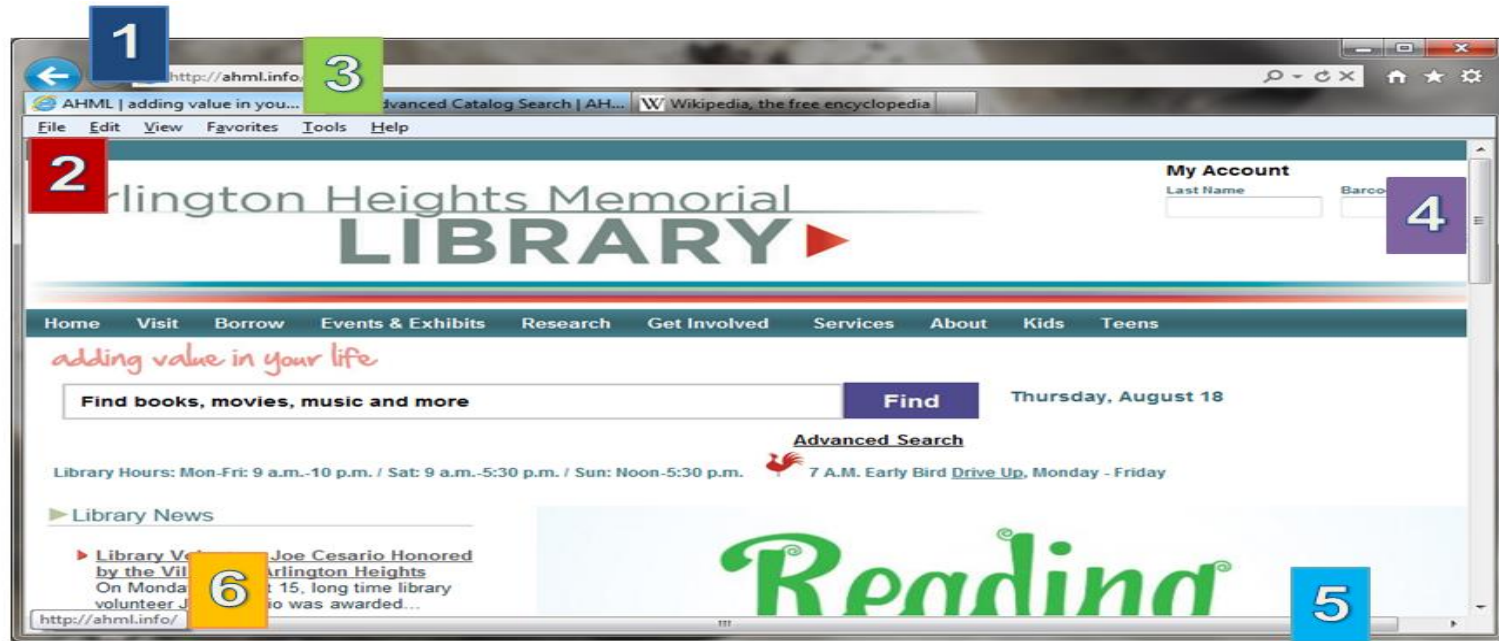 1
3
http://ahml.info
AHML | adding value in you... dvanced Catalog Search | AH... W Wikipedia, the free encyclopedia
File Edit View Favorites Tools Help
2
My Account
Last Name Barco
4
rlington Heights Memorial
LIBRARY
Home Visit Borrow Events & Exhibits Research Get Involved Services About Kids Teens
adding value in your life
Find books, movies, music and more Find Thursday, August 18
Advanced Search
Library Hours: Mon-Fri: 9 a.m.-10 p.m. / Sat: 9 a.m.-5:30 p.m. / Sun: Noon-5:30 p.m. 7 A.M. Early Bird Drive Up, Monday - Friday
Library News
Library V Joe Cesario Honored
by the Vil Arlington Heights
On Monda t 15, long time library
volunteer J io was awarded...
6
http://ahml.info/
Reading
5